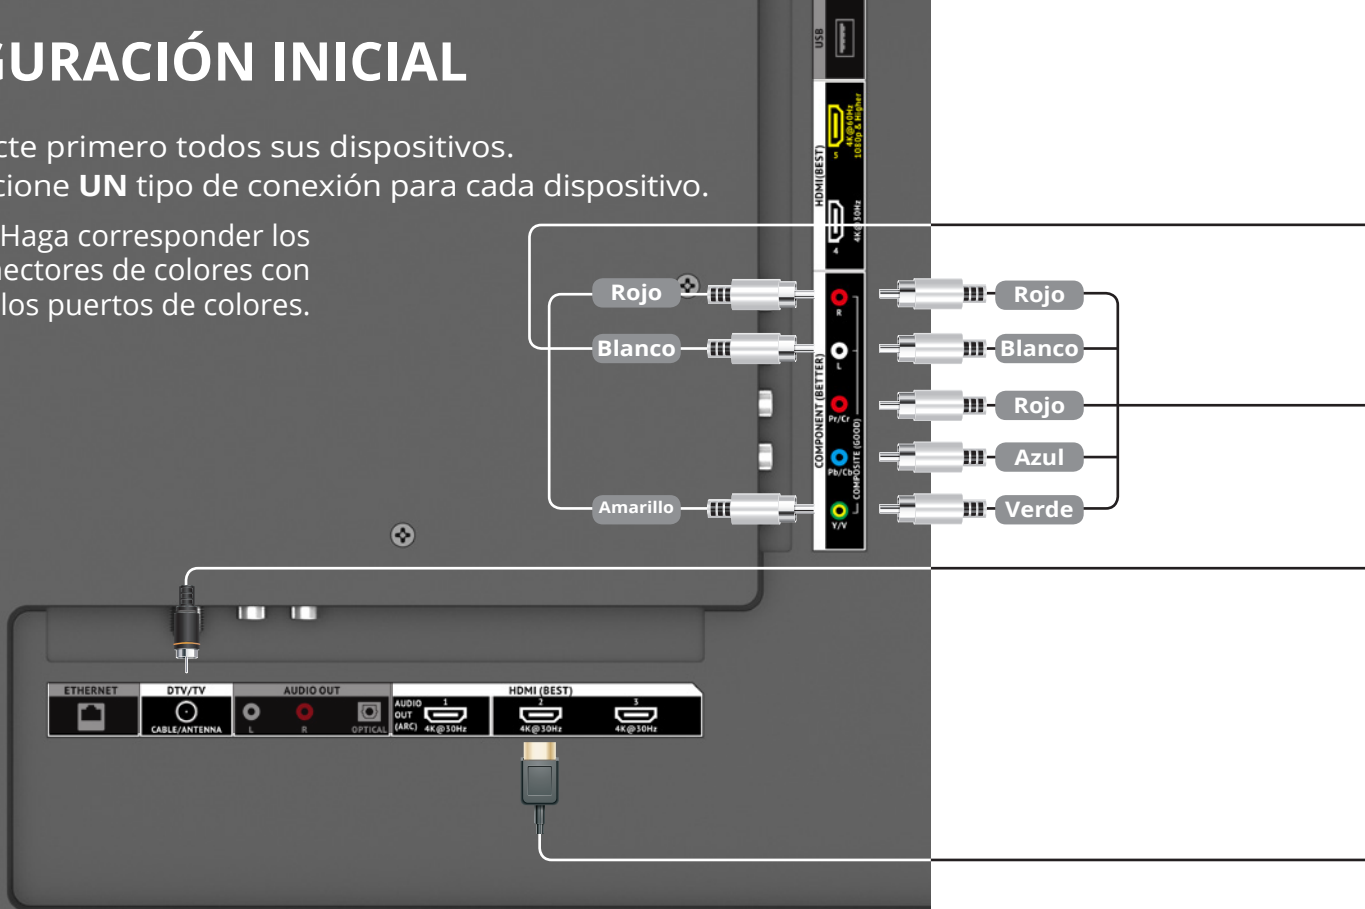 GURACIÓN INICIAL
cte primero todos sus dispositivos.
cione UN tipo de conexión para cada dispositivo.
Haga corresponder los
nectores de colores con
los puertos de colores.
USB
HDMI(BEST)
5
4K@60Hz
1080p & Higher
4
4K@30Hz
COMPONENT (BETTER)
COMPOSITE (GOOD)
R
L
Pr/Cr
Pb/Cb
Y/V
Rojo
Blanco
Amarillo
Rojo
Blanco
Rojo
Azul
Verde
ETHERNET
DTV/TV
CABLE/ANTENNA
AUDIO OUT
L
R
OPTICAL
HDMI (BEST)
AUDIO
OUT
(ARC)
1
4K@30Hz
2
4K@30Hz
3
4K@30Hz